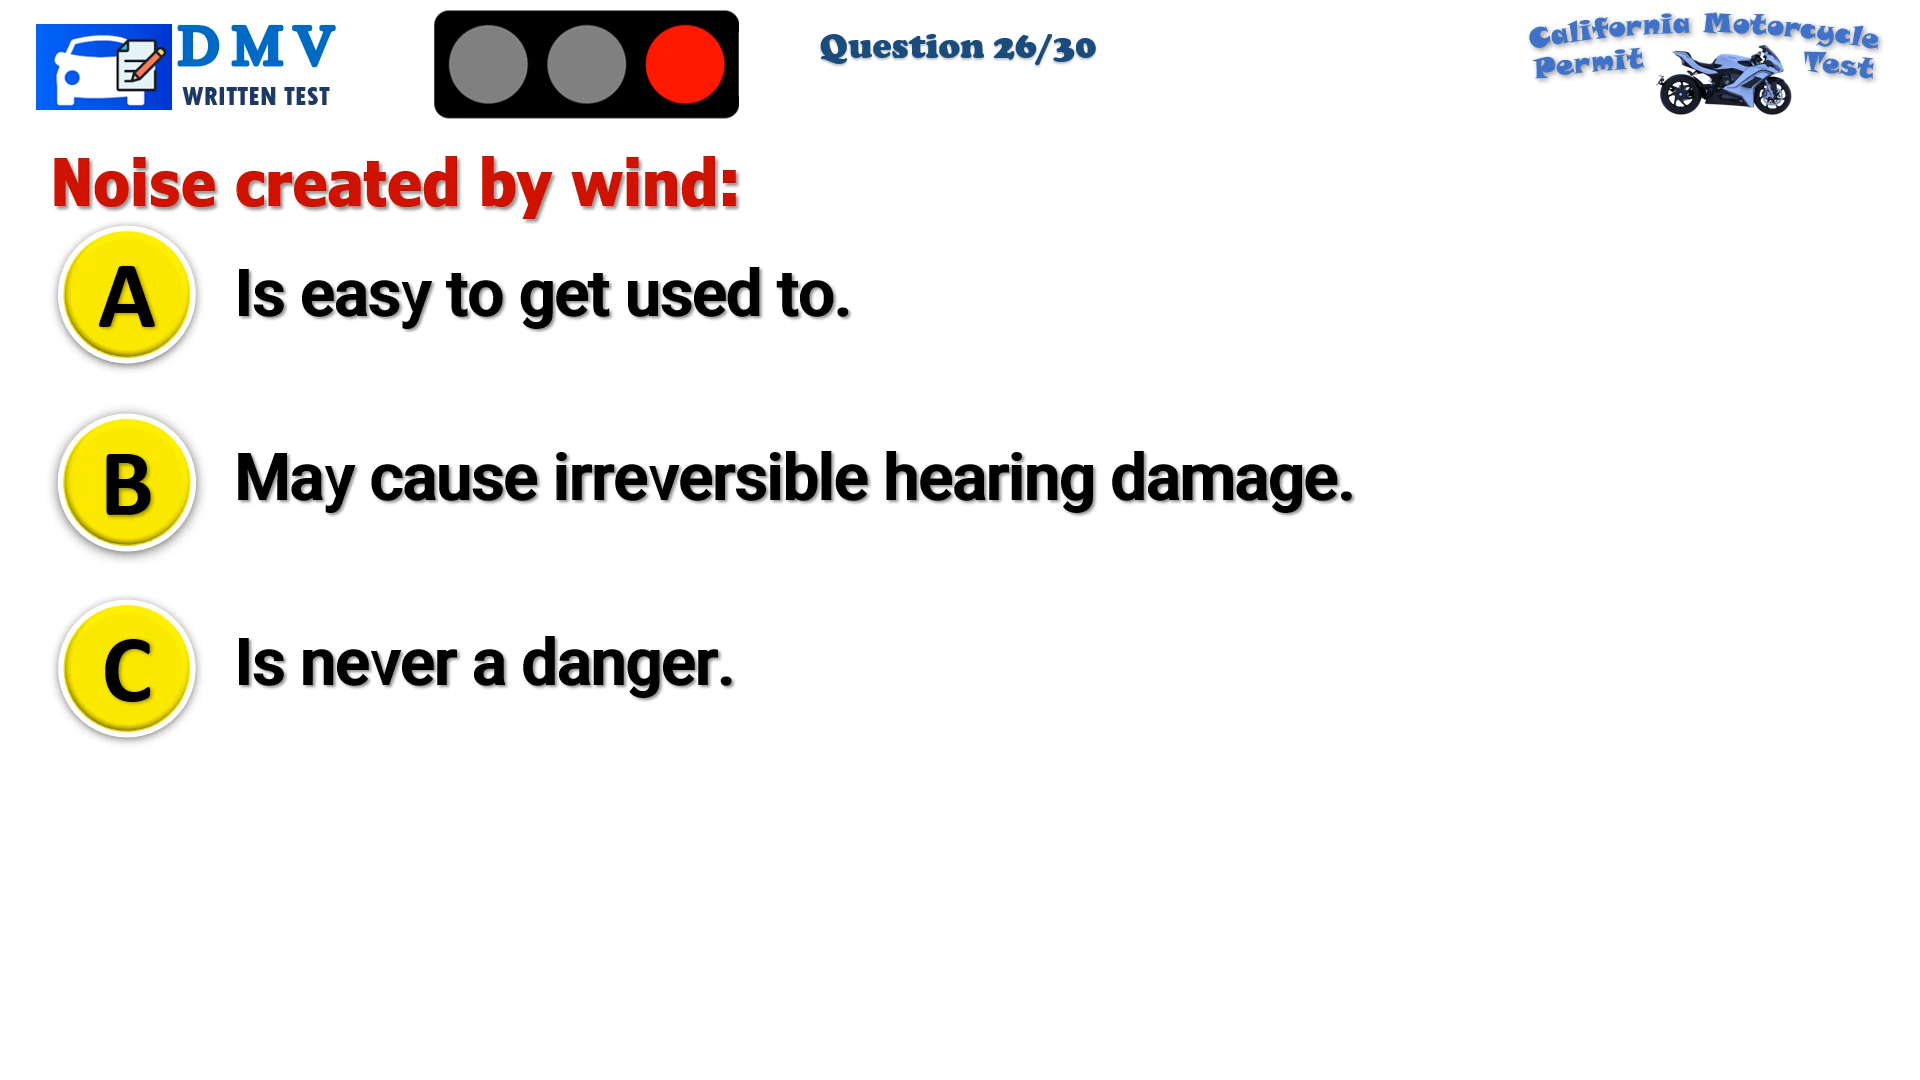 DMV
WRITTEN TEST
Question 26/30
California Motorcycle
Permit Test
Noise created by wind:
A Is easy to get used to.
B May cause irreversible hearing damage.
C Is never a danger.